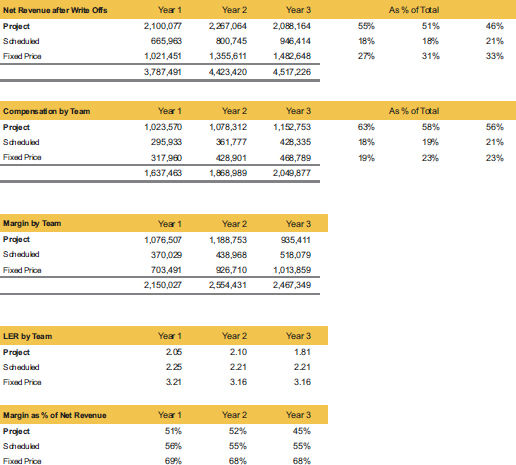 Net Revenue after Write Offs Year 1 Year 2 Year 3 As % of Total
Project 2,100,077 2,267,064 2,088,164 55% 51% 46%
Scheduled 665,963 800,745 946,414 18% 18% 21%
Fixed Price 1,021,451 1,355,611 1,482,648 27% 31% 33%
3,787,491 4,423,420 4,517,226
Compensation by Team Year 1 Year 2 Year 3 As % of Total
Project 1,023,570 1,078,312 1,152,753 63% 58% 56%
Scheduled 295,933 361,777 428,335 18% 19% 21%
Fixed Price 317,960 428,901 468,789 19% 23% 23%
1,637,463 1,868,989 2,049,877
Margin by Team Year 1 Year 2 Year 3
Project 1,076,507 1,188,753 935,411
Scheduled 370,029 438,968 518,079
Fixed Price 703,491 926,710 1,013,859
2,150,027 2,554,431 2,467,349
LER by Team Year 1 Year 2 Year 3
Project 2.05 2.10 1.81
Scheduled 2.25 2.21 2.21
Fixed Price 3.21 3.16 3.16
Margin as % of Net Revenue Year 1 Year 2 Year 3
Project 51% 52% 45%
Scheduled 56% 55% 55%
Fixed Price 69% 68% 68%